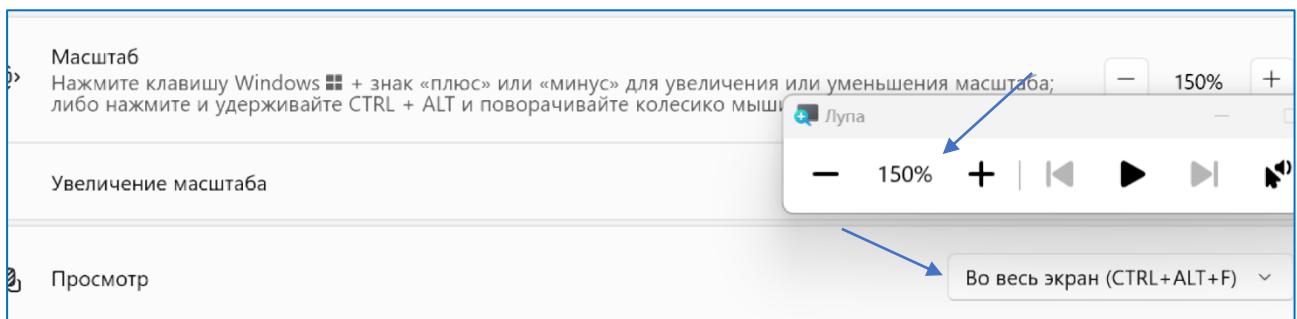 Масштаб
Нажмите клавишу Windows + знак «плюс» или «минус» для увеличения или уменьшения масштаба;
150%
либо нажмите и удерживайте CTRL + ALT и поворачивайте колесико
Лупа
150%
Увеличение масштаба
Просмотр
Во весь экран (CTRL+ALT+F)